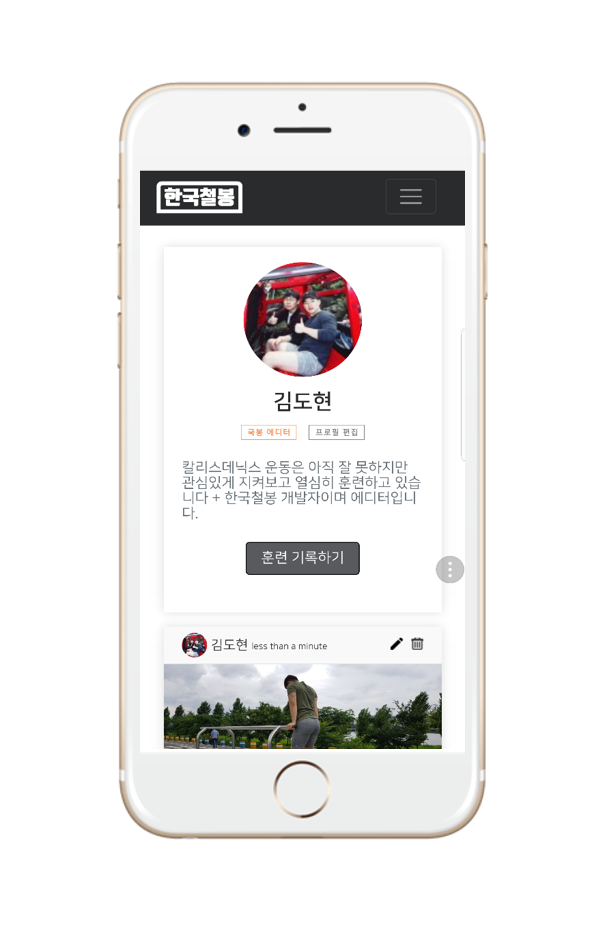 한국철봉
김도현
국봉 에디터 프로필 편집
칼리스데닉스 운동은 아직 잘 못하지만
관심있게 지켜보고 열심히 훈련하고 있습
니다 + 한국철봉 개발자이며 에디터입니
다.
훈련 기록하기
김도현 less than a minute